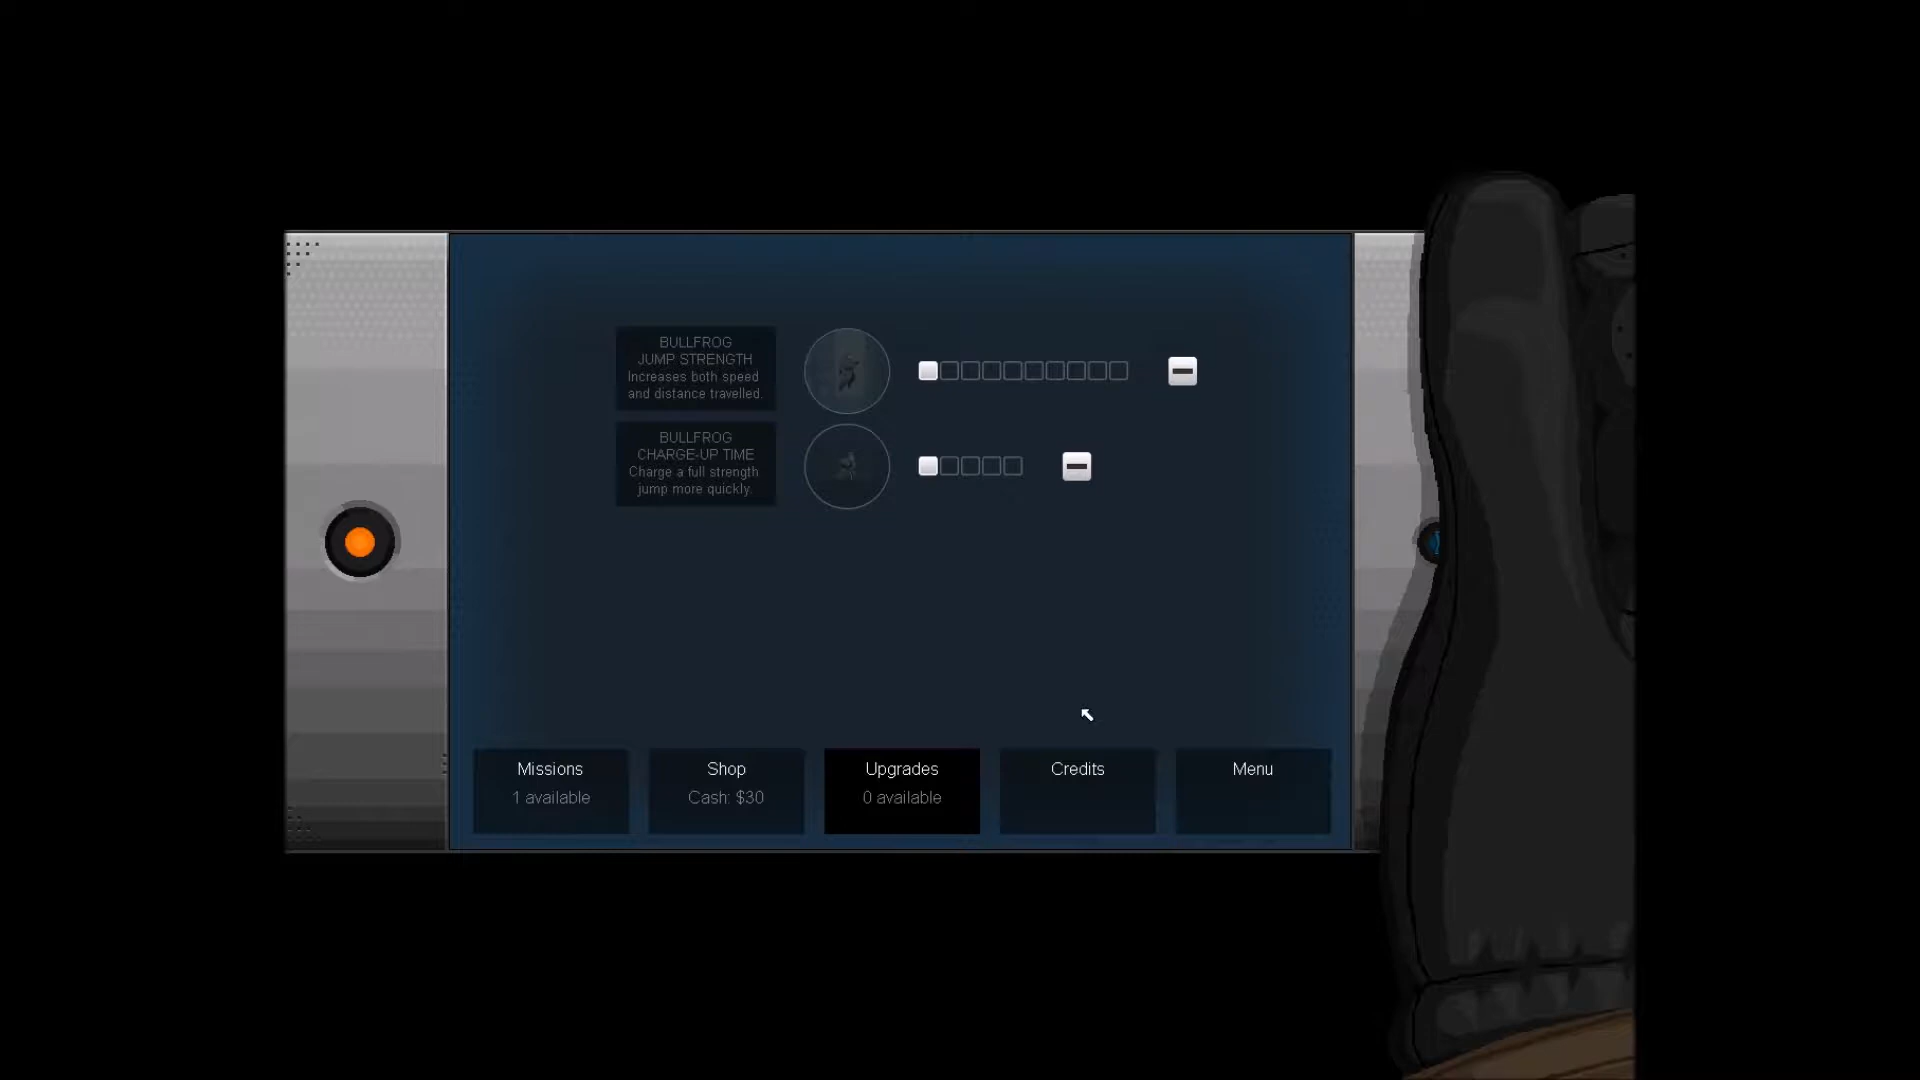 BULLFROG
JUMP STRENGTH
Increases both speed
and distance travelled.
BULLFROG
CHARGE-UP TIME
Charge a full strength
jump more quickly.
Missions
1 available
Shop
Cash: $30
Upgrades
0 available
Credits
Menu